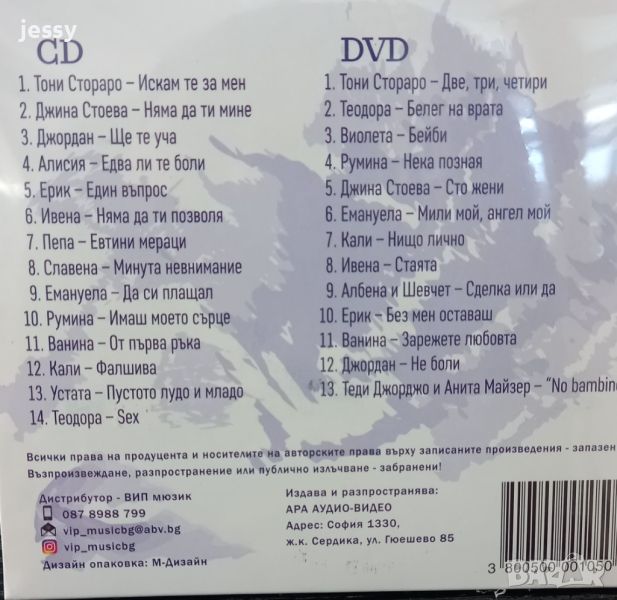 jessy
CD
1. Тони Стораро – Искам те за мен
2. Джина Стоева – Няма да ти мине
3. Джордан – Ще те уча
4. Алисия – Едва ли те боли
5. Ерик – Един въпрос
6. Ивена – Няма да ти позволя
7. Пепа – Евтини мераци
8. Славена – Минута невнимание
9. Емануела – Да си плащал
10. Румина – Имаш моето сърце
11. Ванина – От първа ръка
12. Кали – Фалшива
13. Устата – Пустото лудо и младо
14. Теодора – Sex
DVD
1. Тони Стораро – Две, три, четири
2. Теодора – Белег на врата
3. Виолета – Бейби
4. Румина – Нека позная
5. Джина Стоева – Сто жени
6. Емануела – Мили мой, ангел мой
7. Кали – Нищо лично
8. Ивена – Стаята
9. Албена и Шевчет – Сделка или да
10. Ерик – Без мен оставаш
11. Ванина – Зарежете любовта
12. Джордан – Не боли
13. Теди Джорджо и Анита Майзер – “No bambino
Всички права на продуцента и носителите на авторските права върху записаните произведения - запазен
Възпроизвеждане, разпространение или публично излъчване - забранени!
Дистрибутор - ВИП мюзик
087 8988 799
vip_musicbg@abv.bg
vip_musicbg
Дизайн опаковка: М-Дизайн
Издава и разпространява:
АРА АУДИО-ВИДЕО
Адрес: София 1330,
ж.к. Сердика, ул. Гюешево 85
3 800500 001050
BAZAR